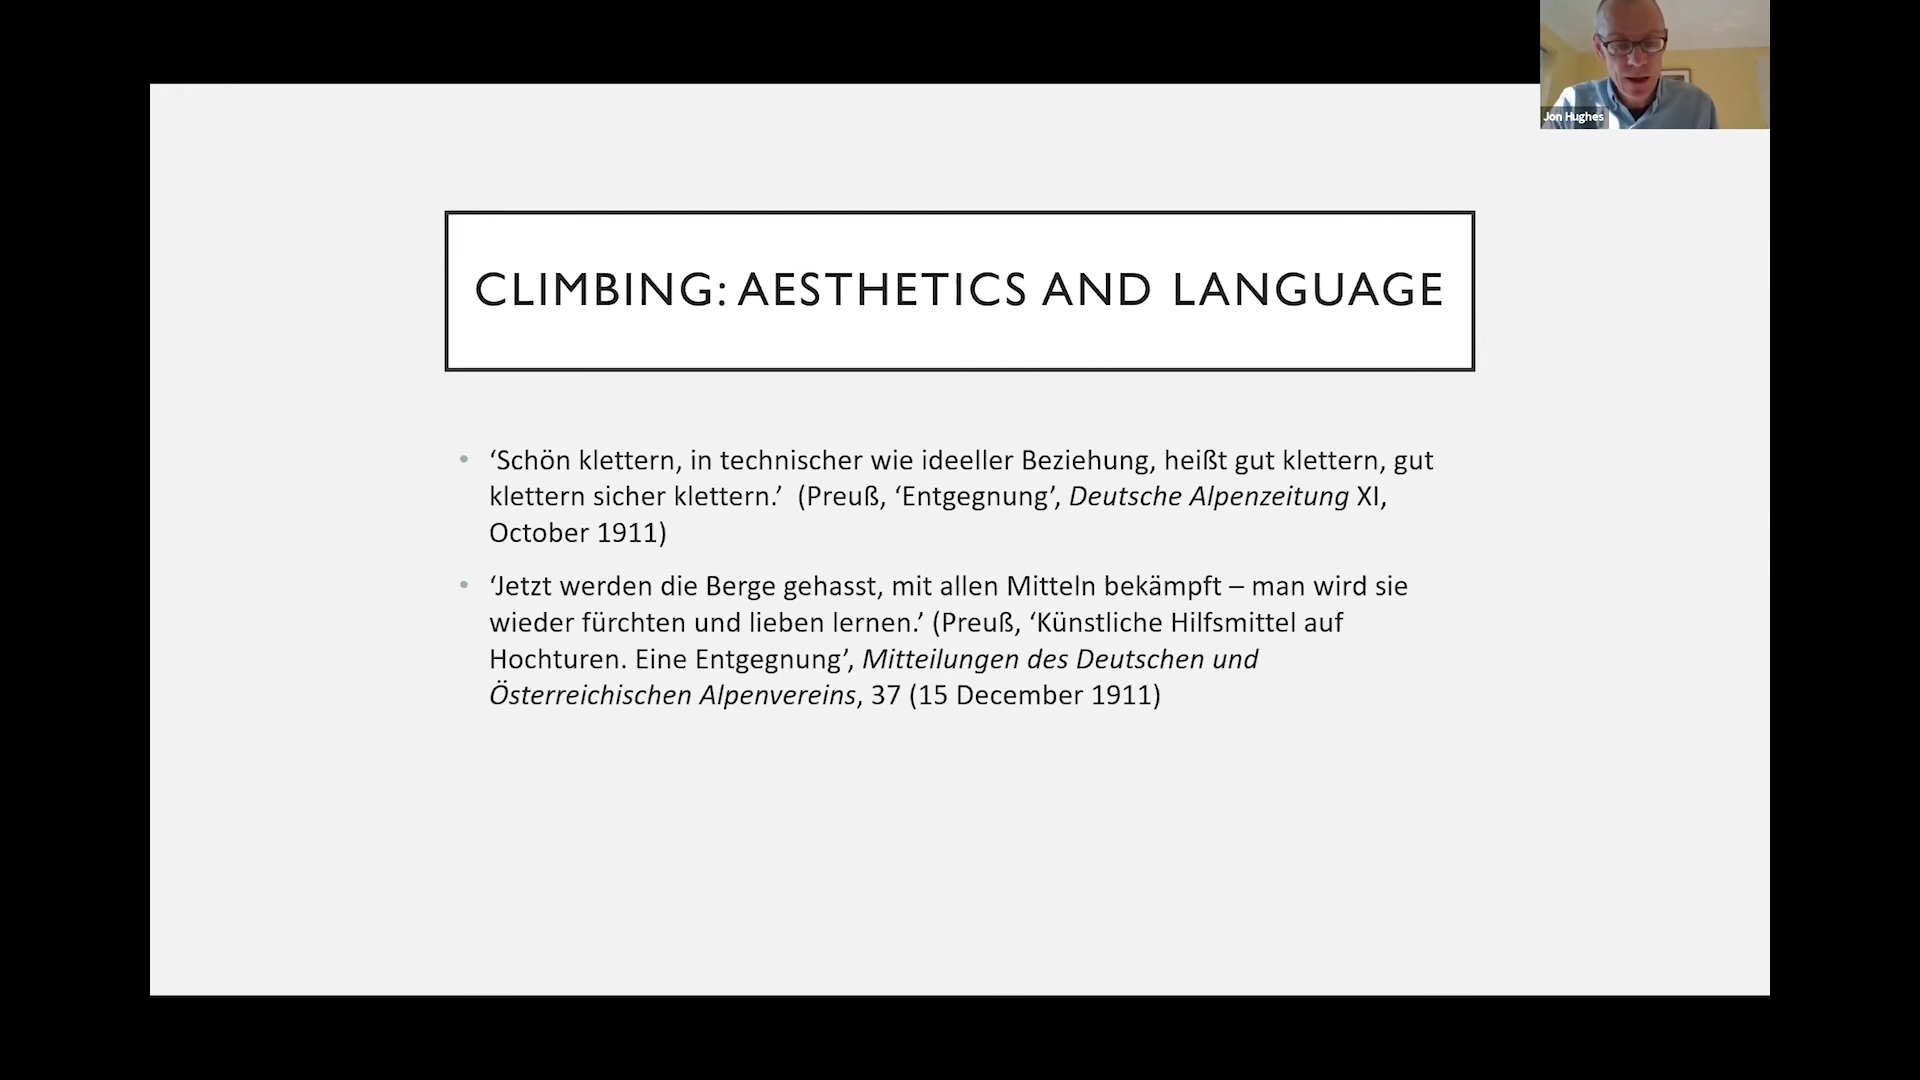 Jon Hughes
CLIMBING: AESTHETICS AND LANGUAGE
• ‘Schön klettern, in technischer wie ideeller Beziehung, heißt gut klettern, gut
klettern sicher klettern.’  (Preuß, ‘Entgegnung’, Deutsche Alpenzeitung XI,
October 1911)
• ‘Jetzt werden die Berge gehasst, mit allen Mitteln bekämpft – man wird sie
wieder fürchten und lieben lernen.’ (Preuß, ‘Künstliche Hilfsmittel auf
Hochturen. Eine Entgegnung’, Mitteilungen des Deutschen und
Österreichischen Alpenvereins, 37 (15 December 1911)